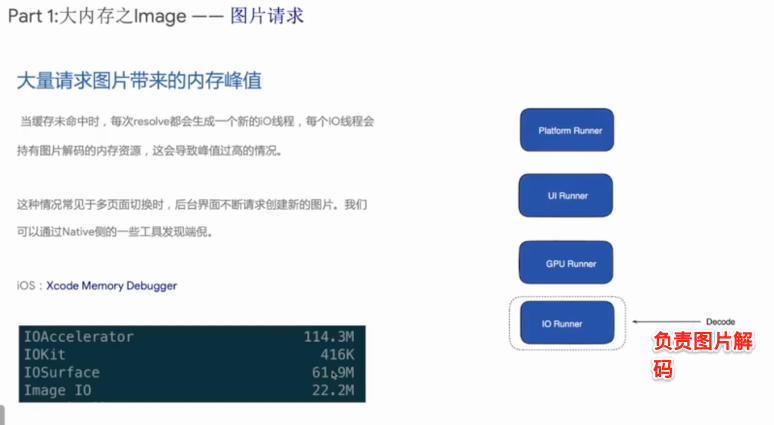 Part 1:大内存之Image —— 图片请求
大量请求图片带来的内存峰值
当缓存未命中时，每次resolve都会生成一个新的iO线程，每个IO线程会
持有图片解码的内存资源，这会导致峰值过高的情况。
这种情况常见于多页面切换时，后台界面不断请求创建新的图片。我们
可以通过Native侧的一些工具发现端倪。
iOS：Xcode Memory Debugger
IOAccelerator 114.3M
IOKit 416K
IOSurface 61.9M
Image IO 22.2M
Platform Runner
UI Runner
GPU Runner
IO Runner
Decode
负责图片解
码